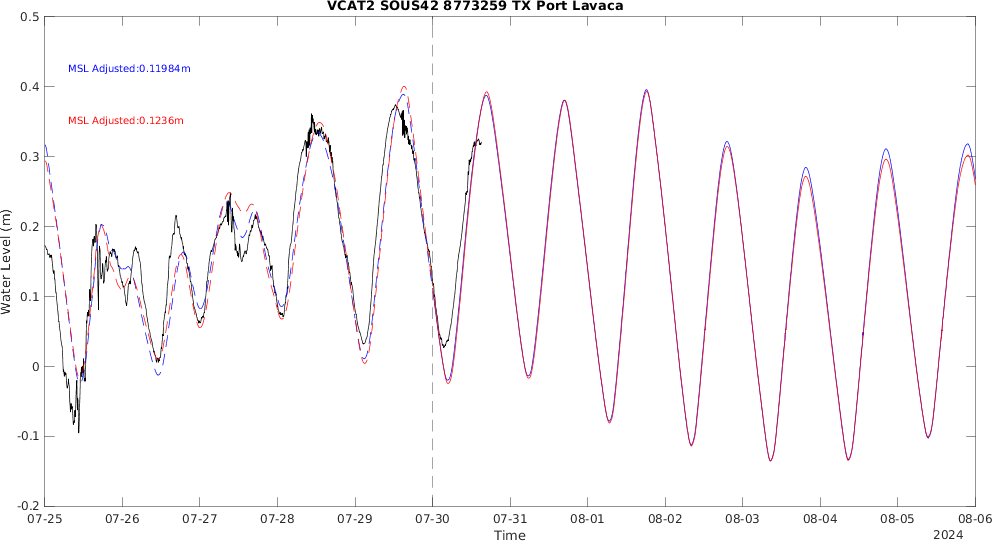 VCAT2 SOUS42 8773259 TX Port Lavaca
0.5
MSL Adjusted:0.11984m
0.4
MSL Adjusted:0.1236m
0.3
0.2
Water Level (m)
0.1
0
-0.1
-0.2
07-25 07-26 07-27 07-28 07-29 07-30 07-31 08-01 08-02 08-03 08-04 08-05 08-06
Time
2024